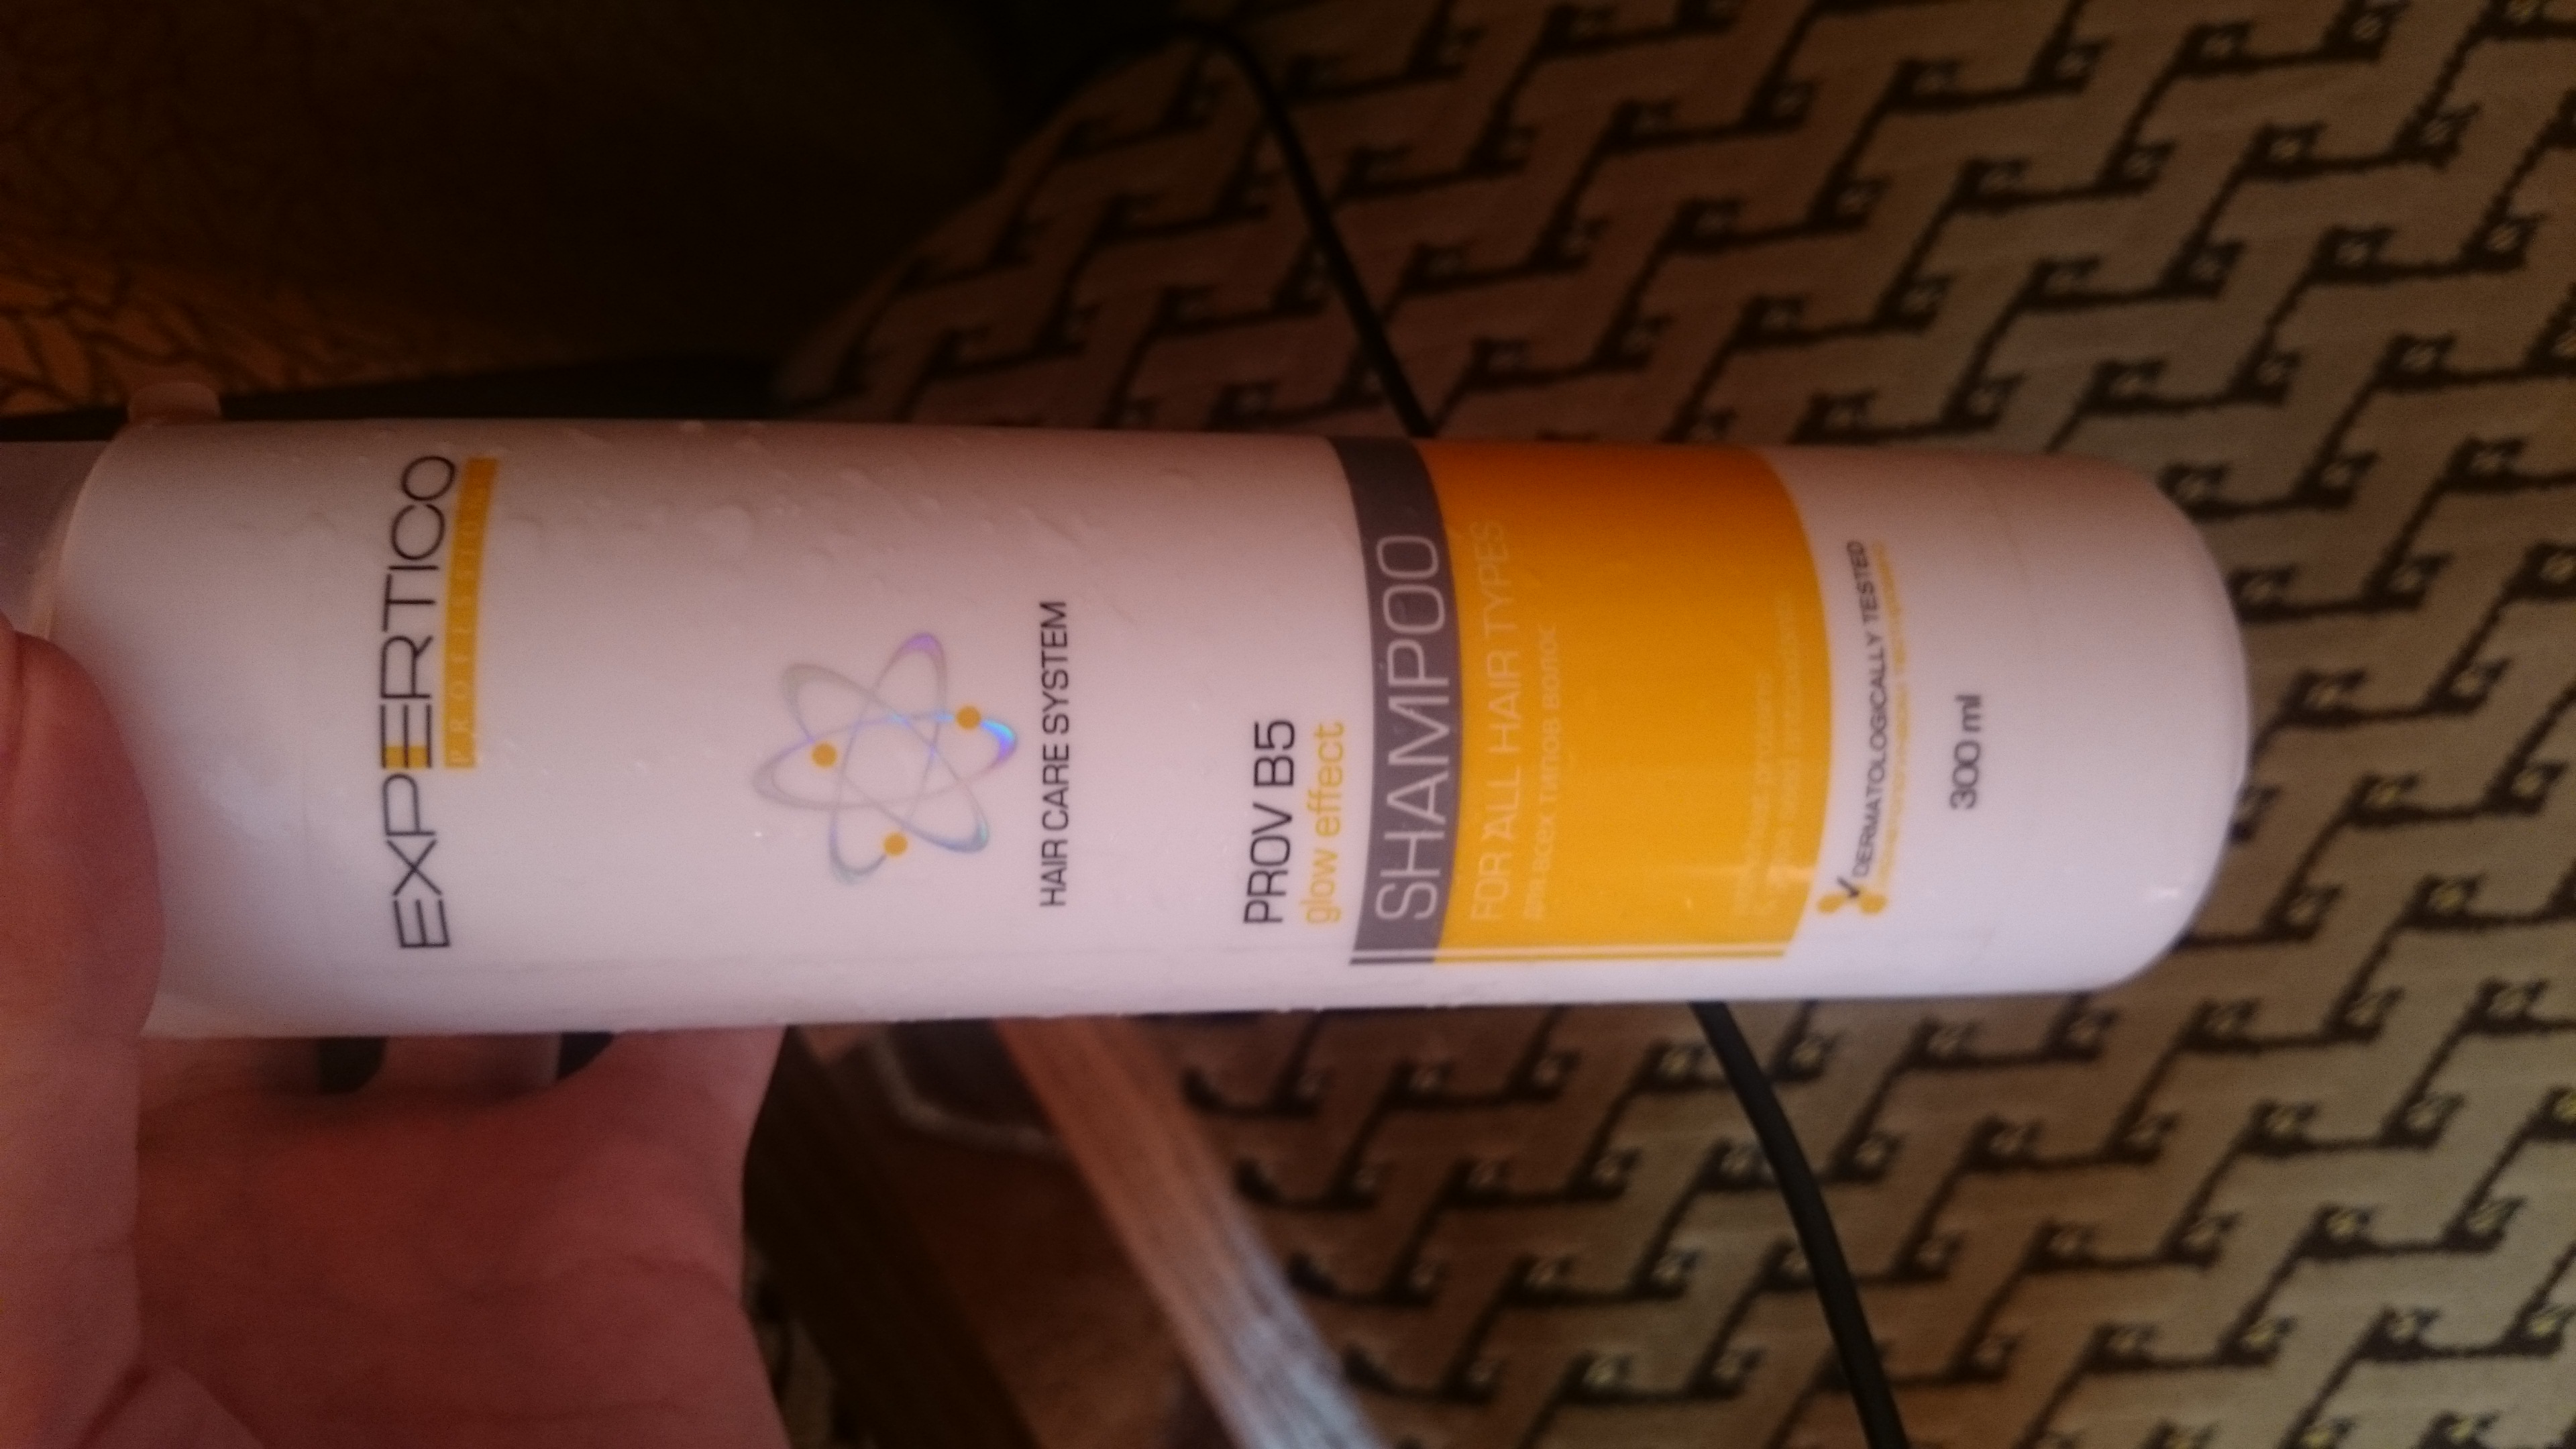 EXPERTICO
PROFESSIONAL
HAIR CARE SYSTEM
PROV B5
glow effect
SHAMPOO
FOR ALL HAIR TYPES
ДЛЯ ВСЕХ ТИПОВ ВОЛОС
DERMATOLOGICALLY TESTED
300 ml